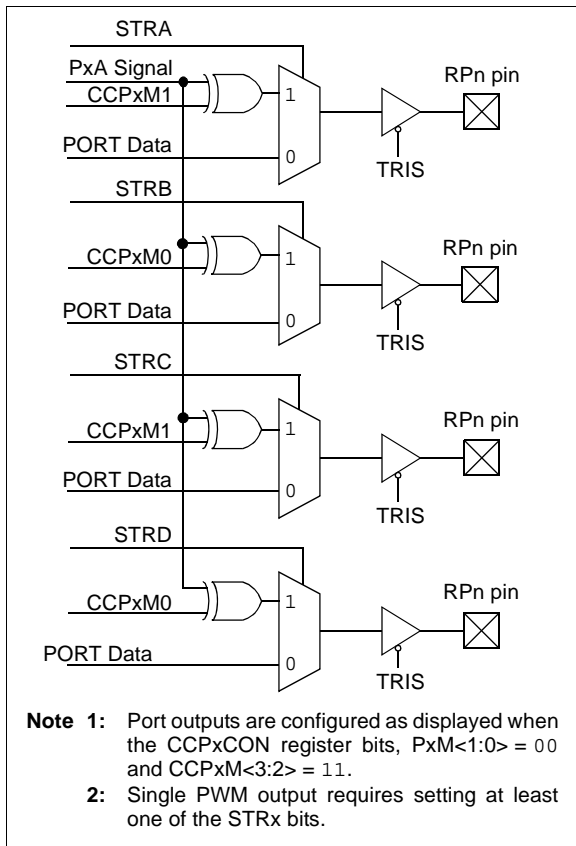 STRA
PxA Signal
CCPxM1
1
RPn pin
PORT Data
0
TRIS
STRB
CCPxM0
1
RPn pin
PORT Data
0
TRIS
STRC
CCPxM1
1
RPn pin
PORT Data
0
TRIS
STRD
CCPxM0
1
RPn pin
PORT Data
0
TRIS
Note 1: Port outputs are configured as displayed when
the CCPxCON register bits, PxM<1:0> = 00
and CCPxM<3:2> = 11.
2: Single PWM output requires setting at least
one of the STRx bits.